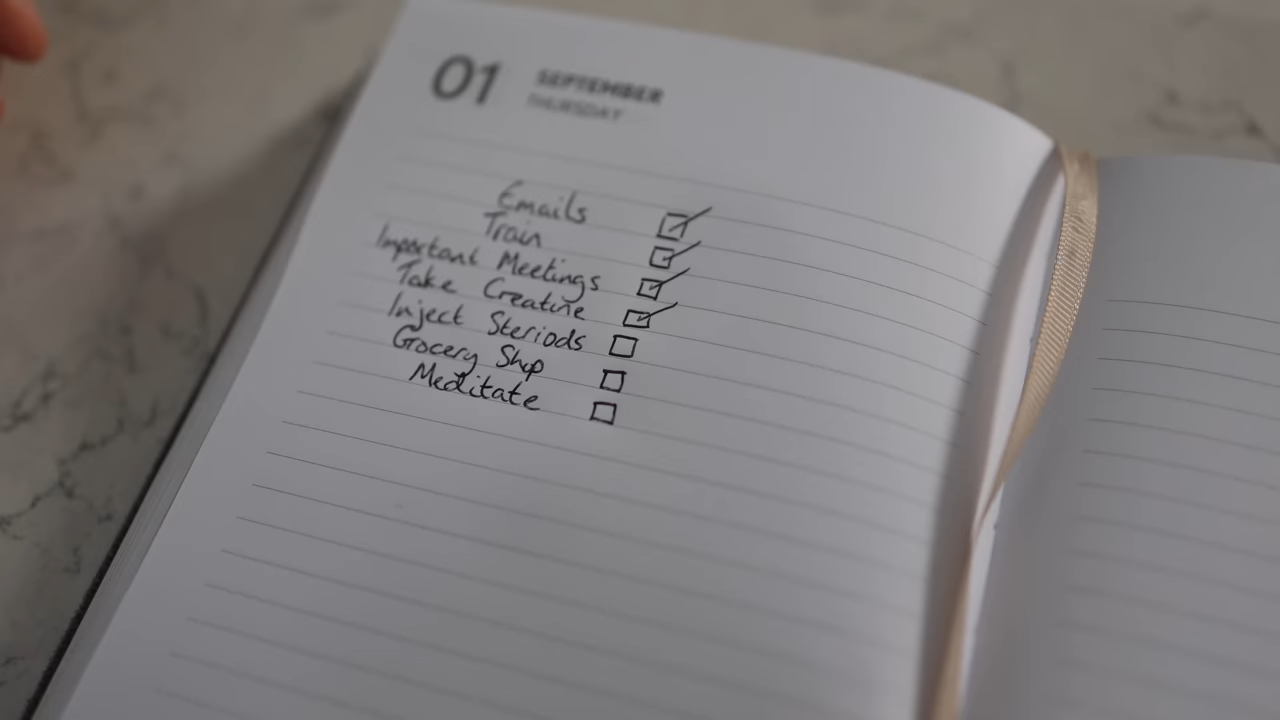 01 SEPTEMBER
THURSDAY
Emails
Train
Important Meetings
Take Creatine
Inject Steriods
Grocery Shop
Meditate